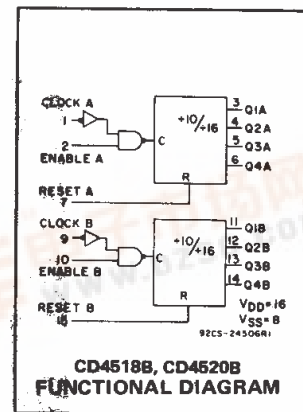 CLOCK A
1
2
ENABLE A
C
÷10/÷16
3 Q1A
4 Q2A
5 Q3A
6 Q4A
R
RESET A
7
CLOCK B
9
10
ENABLE B
C
÷10/÷16
11 Q1B
12 Q2B
13 Q3B
14 Q4B
R
RESET B
15
VDD=16
VSS=8
92CS-24506R1
CD4518B, CD4520B
FUNCTIONAL DIAGRAM